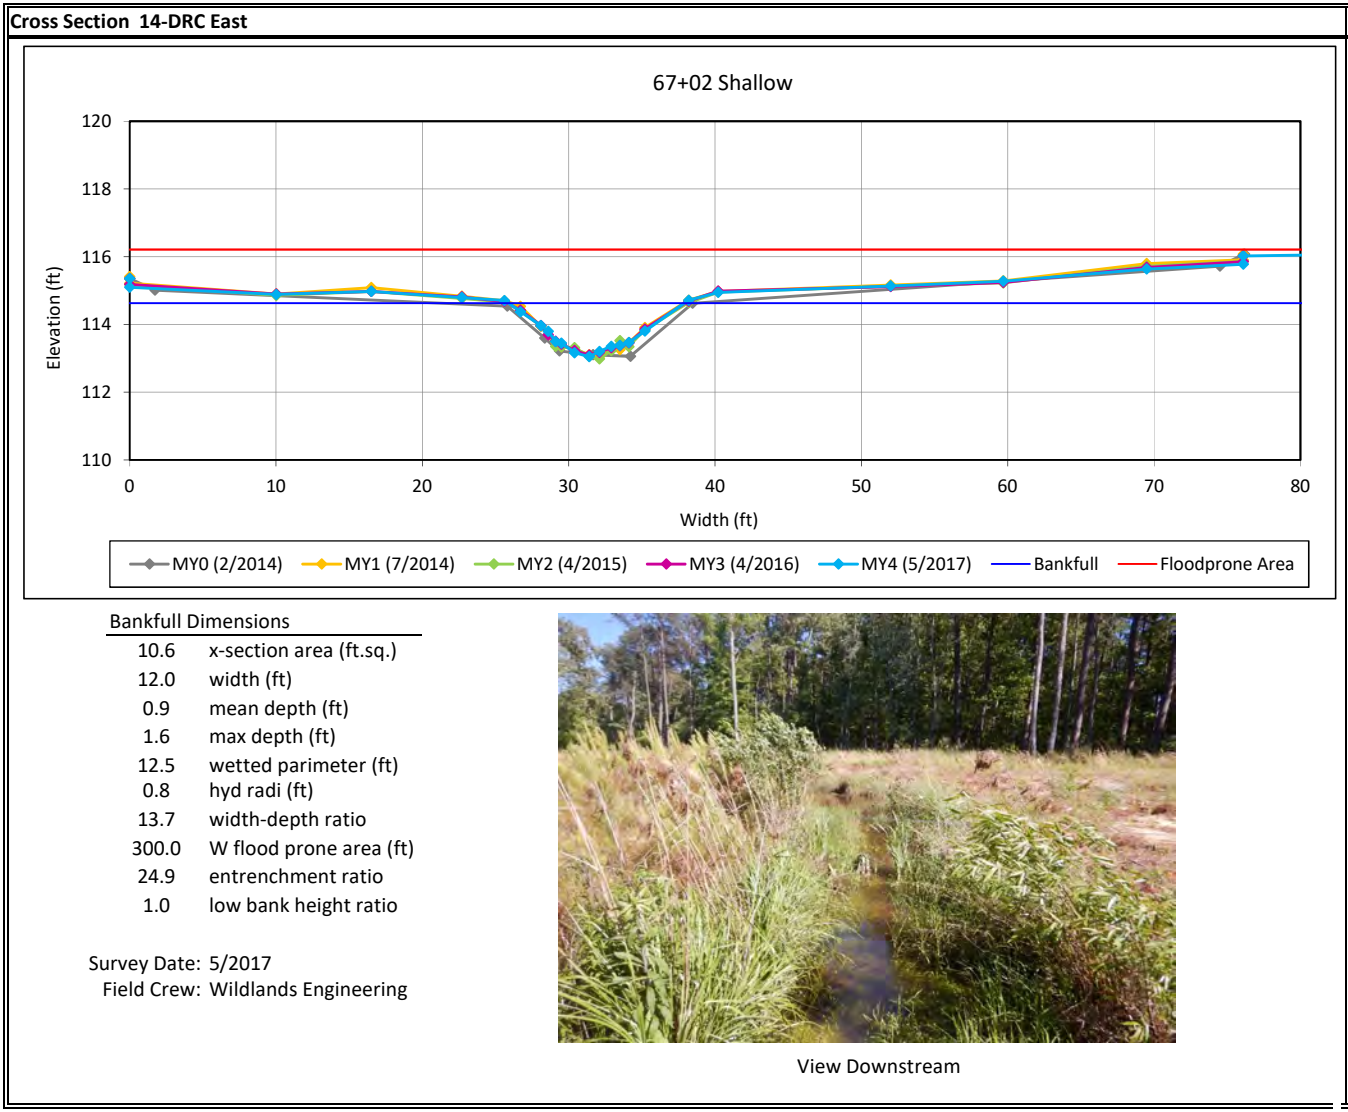 Cross Section 14-DRC East
67+02 Shallow
120
118
116
114
112
110
Elevation (ft)
0 10 20 30 40 50 60 70 80
Width (ft)
MY0 (2/2014) MY1 (7/2014) MY2 (4/2015) MY3 (4/2016) MY4 (5/2017) Bankfull Floodprone Area
Bankfull Dimensions
10.6 x-section area (ft.sq.)
12.0 width (ft)
0.9 mean depth (ft)
1.6 max depth (ft)
12.5 wetted parimeter (ft)
0.8 hyd radi (ft)
13.7 width-depth ratio
300.0 W flood prone area (ft)
24.9 entrenchment ratio
1.0 low bank height ratio
Survey Date: 5/2017
Field Crew: Wildlands Engineering
View Downstream